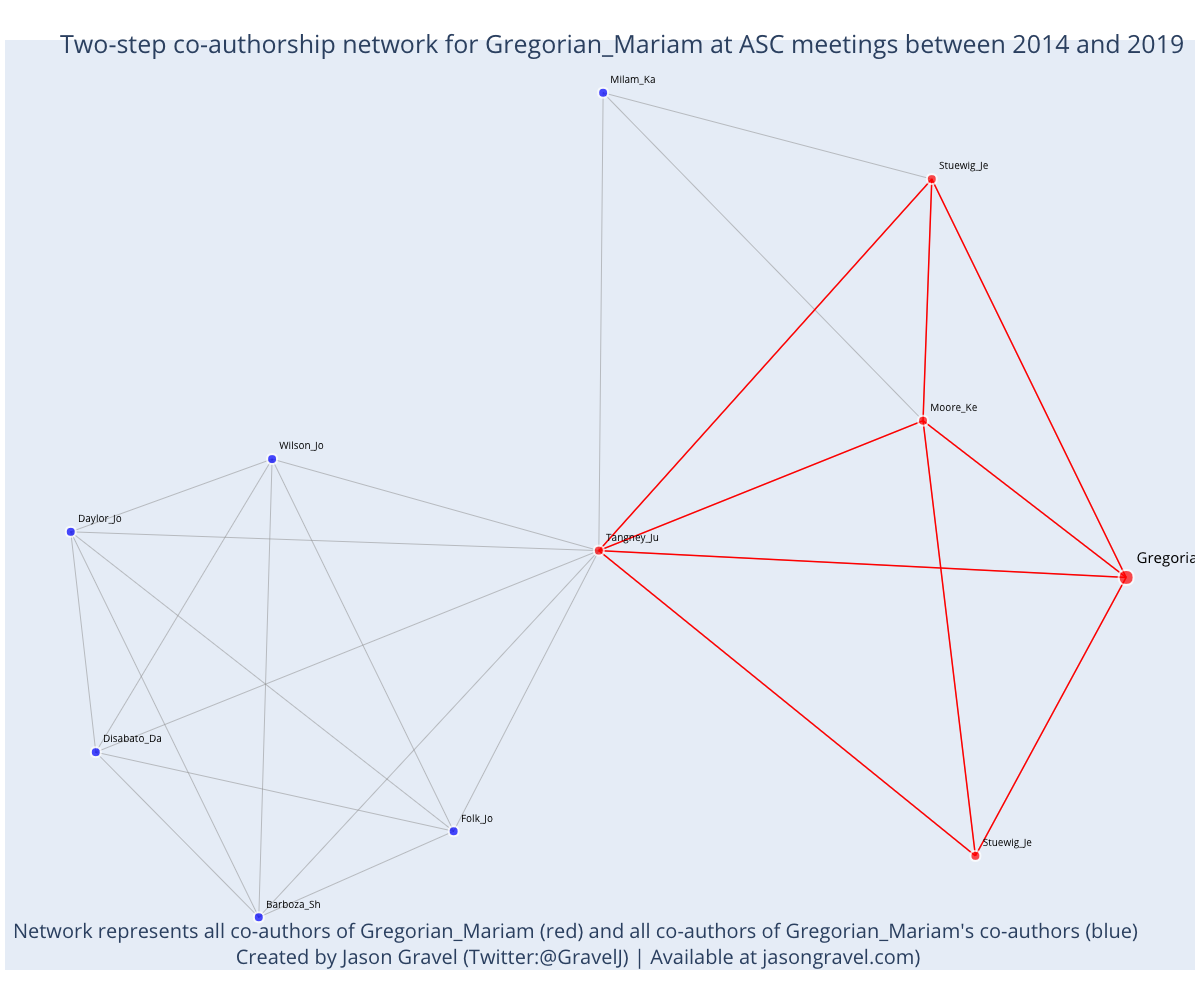 Two-step co-authorship network for Gregorian_Mariam at ASC meetings between 2014 and 2019
Milam_Ka
Stuewig_Je
Moore_Ke
Wilson_Jo
Daylor_Jo
Tangney_Ju
Gregoria
Disabato_Da
Folk_Jo
Stuewig_Je
Barboza_Sh
Network represents all co-authors of Gregorian_Mariam (red) and all co-authors of Gregorian_Mariam's co-authors (blue)
Created by Jason Gravel (Twitter:@GravelJ) | Available at jasongravel.com)